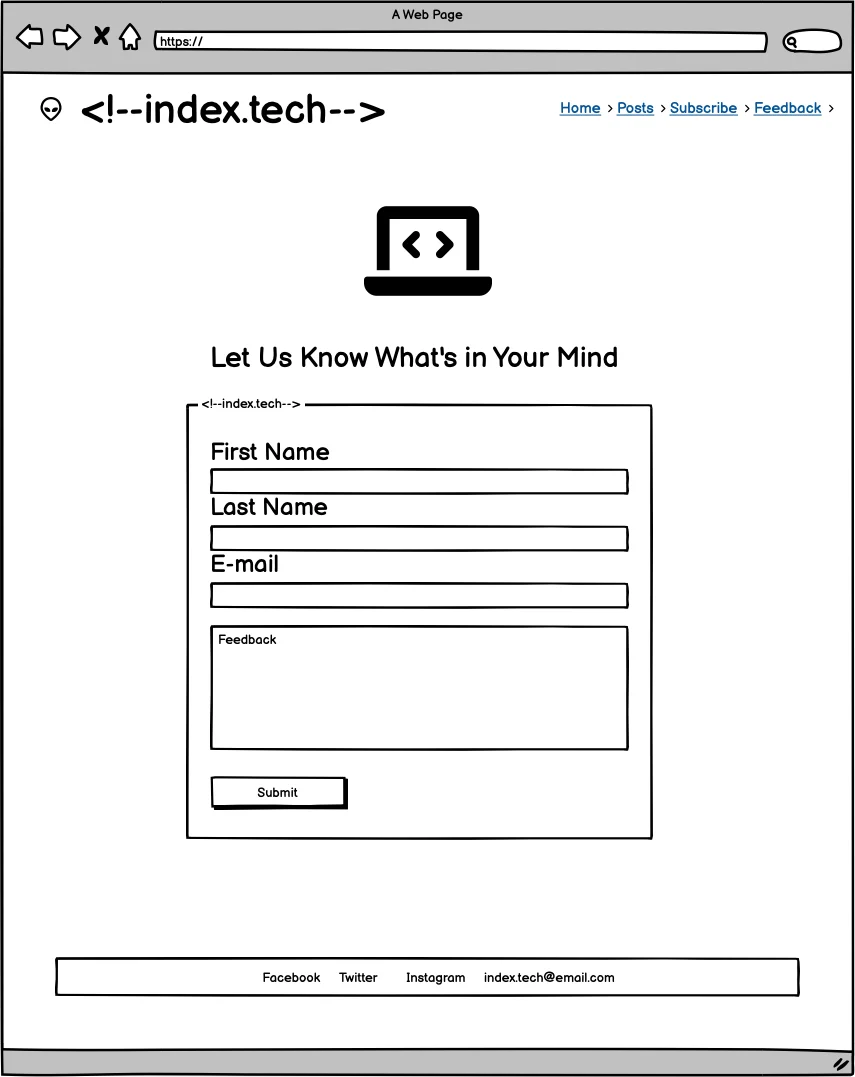 A Web Page
https://
<!--index.tech-->
Home > Posts > Subscribe > Feedback >
Let Us Know What's in Your Mind
<!--index.tech-->
First Name
Last Name
E-mail
Feedback
Submit
Facebook Twitter Instagram index.tech@email.com